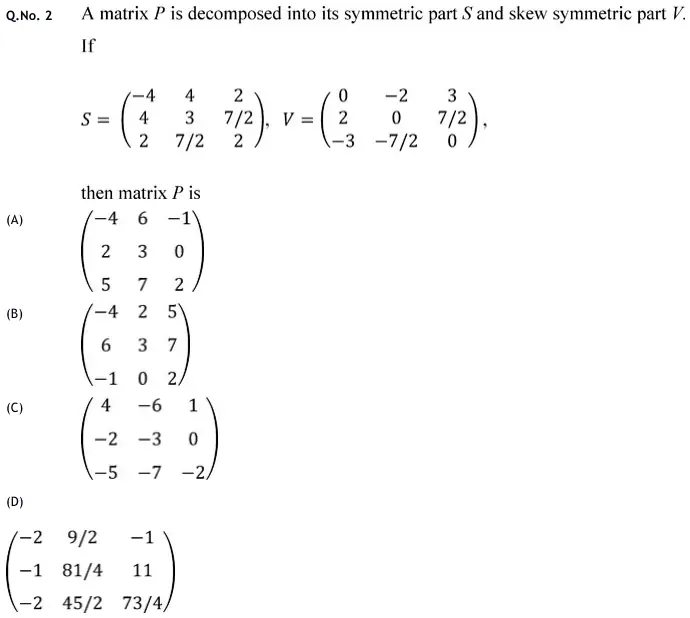 Q.No. 2 A matrix P is decomposed into its symmetric part S and skew symmetric part V.
If
S = ( −4 4 2 ; 4 3 7/2 ; 2 7/2 2 ), V = ( 0 −2 3 ; 2 0 7/2 ; −3 −7/2 0 ),
then matrix P is
(A)
−4 6 −1
2 3 0
5 7 2
(B)
−4 2 5
6 3 7
−1 0 2
(C)
4 −6 1
−2 −3 0
−5 −7 −2
(D)
−2 9/2 −1
−1 81/4 11
−2 45/2 73/4